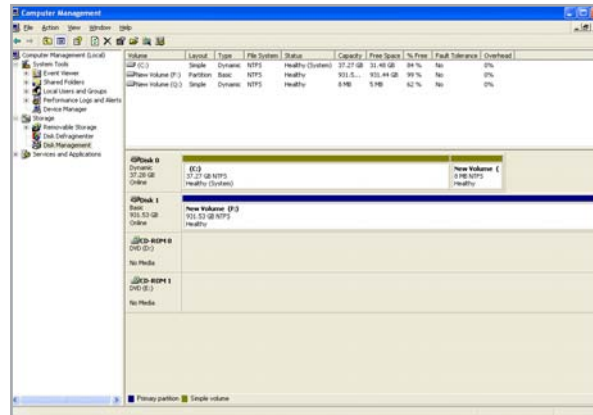 Computer Management
File Action View Window Help
Computer Management (Local)
System Tools
Event Viewer
Shared Folders
Local Users and Groups
Performance Logs and Alerts
Device Manager
Storage
Removable Storage
Disk Defragmenter
Disk Management
Services and Applications
Volume Layout Type File System Status Capacity Free Space % Free Fault Tolerance Overhead
(C:) Simple Dynamic NTFS Healthy (System) 37.27 GB 31.48 GB 84 % No 0%
New Volume (F:) Partition Basic NTFS Healthy 931.5... 931.44 GB 99 % No 0%
New Volume (Q:) Simple Dynamic NTFS Healthy 8 MB 5 MB 62 % No 0%
Disk 0
Dynamic
37.28 GB
Online
(C:)
37.27 GB NTFS
Healthy (System)
New Volume (
8 MB NTFS
Healthy
Disk 1
Basic
931.53 GB
Online
New Volume (F:)
931.53 GB NTFS
Healthy
CD-ROM 0
DVD (D:)
No Media
CD-ROM 1
DVD (E:)
No Media
Primary partition Simple volume